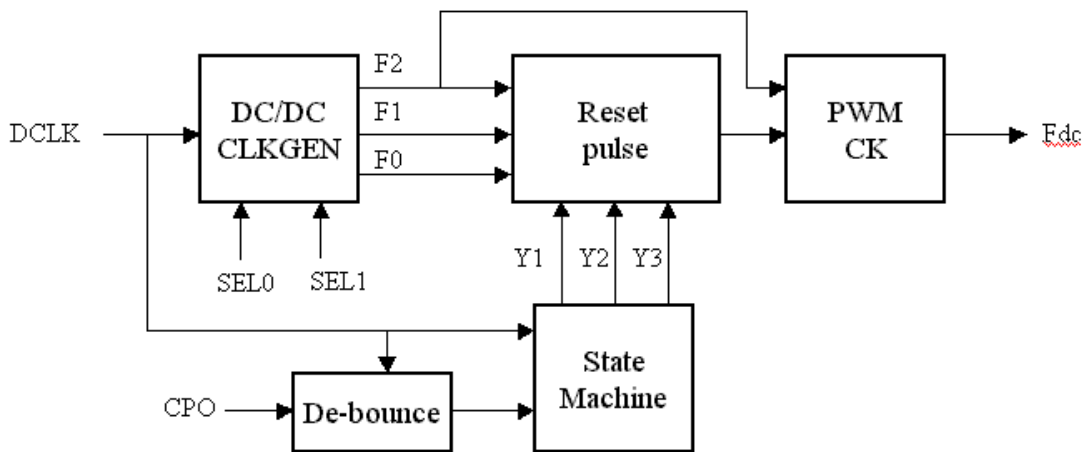 F2
DC/DC
CLKGEN
Reset
pulse
PWM
CK
DCLK
F1
Fdc
F0
SEL0
SEL1
Y1
Y2
Y3
State
Machine
CPO
De-bounce